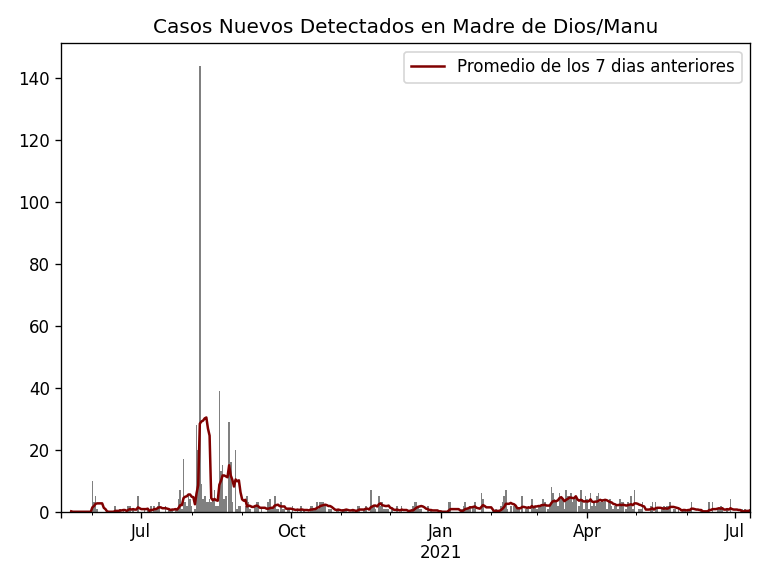 Casos Nuevos Detectados en Madre de Dios/Manu
Promedio de los 7 dias anteriores
140
120
100
80
60
40
20
0
Jul
Oct
Jan
2021
Apr
Jul